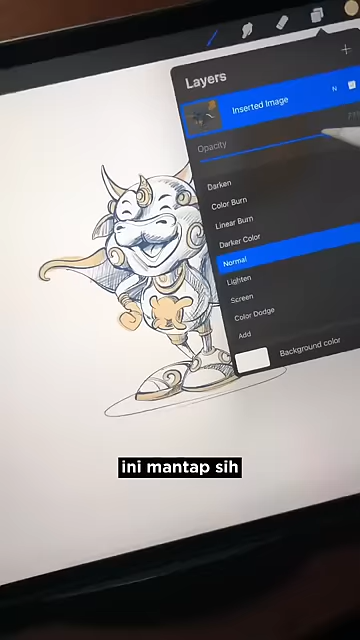 Layers
Inserted Image
N
Opacity
Darken
Color Burn
Linear Burn
Darker Color
Normal
Lighten
Screen
Color Dodge
Add
Background color
ini mantap sih